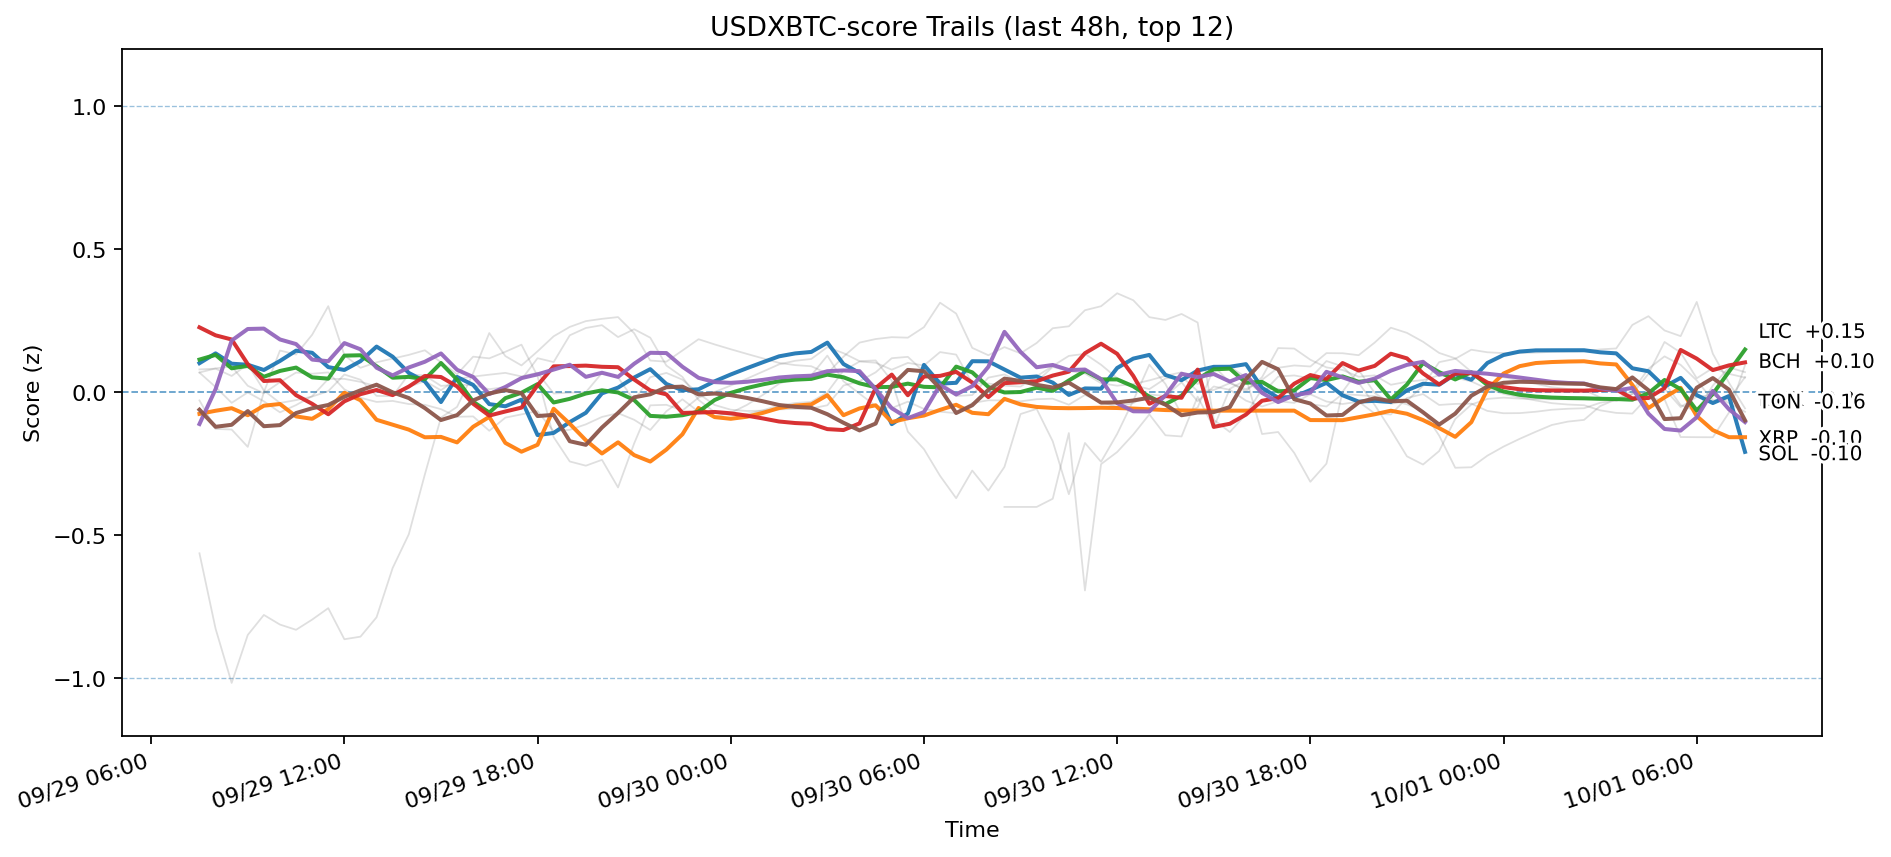 USDXBTC-score Trails (last 48h, top 12)
Score (z)
1.0
0.5
0.0
−0.5
−1.0
LTC +0.15
BCH +0.10
TON -0.16
XRP -0.10
SOL -0.10
09/29 06:00
09/29 12:00
09/29 18:00
09/30 00:00
09/30 06:00
09/30 12:00
09/30 18:00
10/01 00:00
10/01 06:00
Time